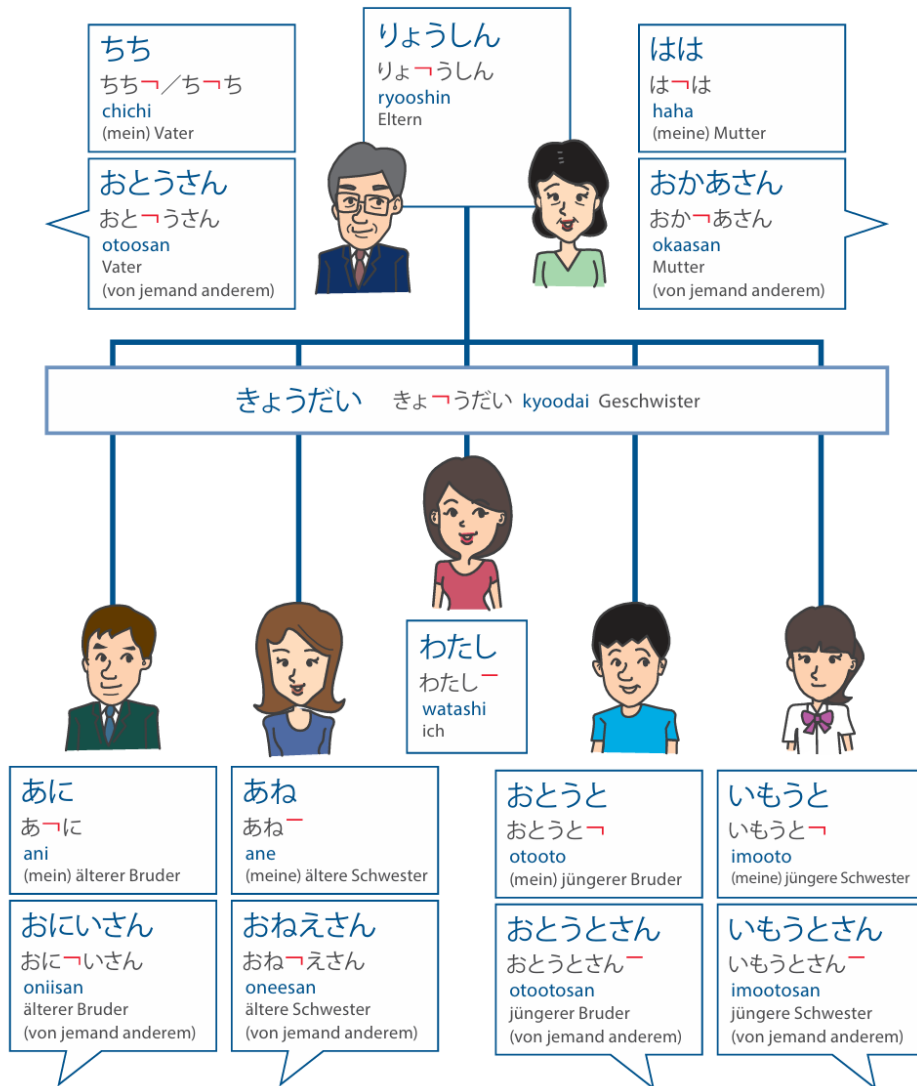 ちち
ちち¬／ち¬ち
chichi
(mein) Vater
りょうしん
りょ¬うしん
ryooshin
Eltern
はは
は¬は
haha
(meine) Mutter
おとうさん
おと¬うさん
otoosan
Vater
(von jemand anderem)
おかあさん
おか¬あさん
okaasan
Mutter
(von jemand anderem)
きょうだい きょ¬うだい kyoodai Geschwister
わたし
わたし¯
watashi
ich
あに
あ¬に
ani
(mein) älterer Bruder
あね
あね¯
ane
(meine) ältere Schwester
おとうと
おとうと¬
otooto
(mein) jüngerer Bruder
いもうと
いもうと¬
imooto
(meine) jüngere Schwester
おにいさん
おに¬いさん
oniisan
älterer Bruder
(von jemand anderem)
おねえさん
おね¬えさん
oneesan
ältere Schwester
(von jemand anderem)
おとうとさん
おとうとさん¯
otootosan
jüngerer Bruder
(von jemand anderem)
いもうとさん
いもうとさん¯
imootosan
jüngere Schwester
(von jemand anderem)